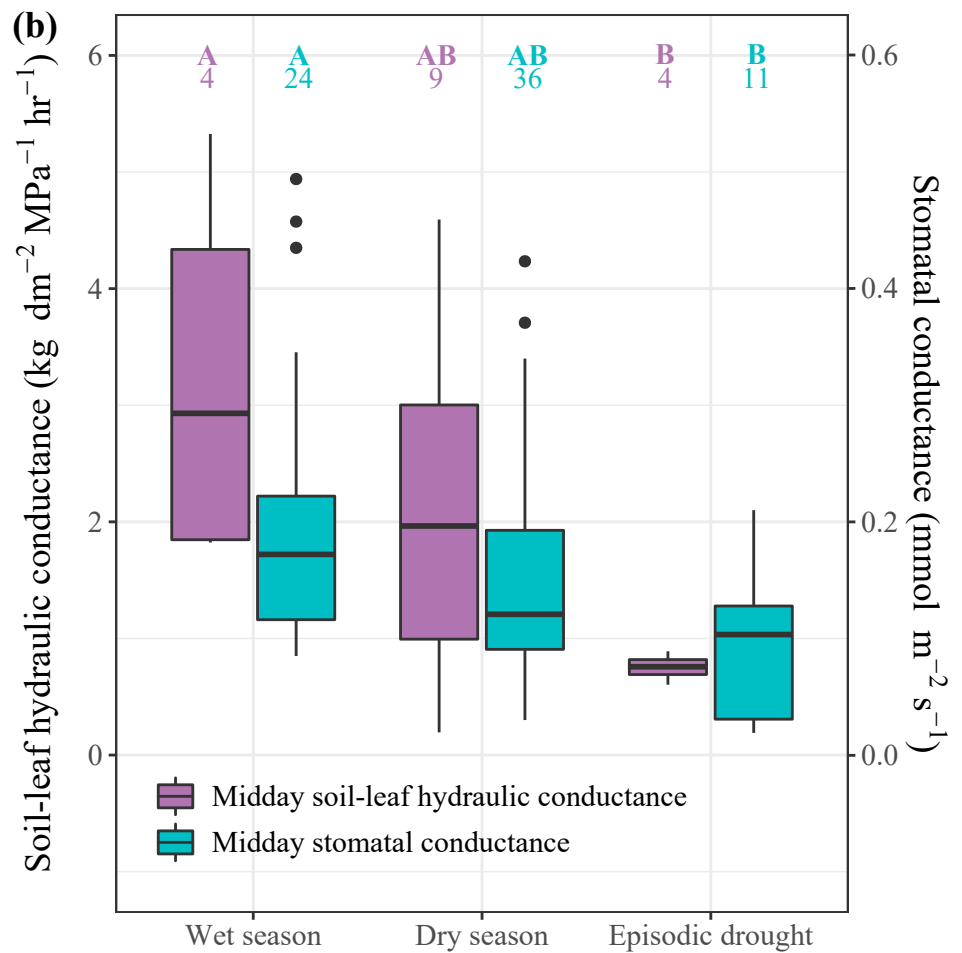 (b)
Soil-leaf hydraulic conductance (kg dm⁻² MPa⁻¹ hr⁻¹)
6
4
2
0
A
4
A
24
AB
9
AB
36
B
4
B
11
0.6
0.4
0.2
0.0
Stomatal conductance (mmol m⁻² s⁻¹)
Midday soil-leaf hydraulic conductance
Midday stomatal conductance
Wet season
Dry season
Episodic drought